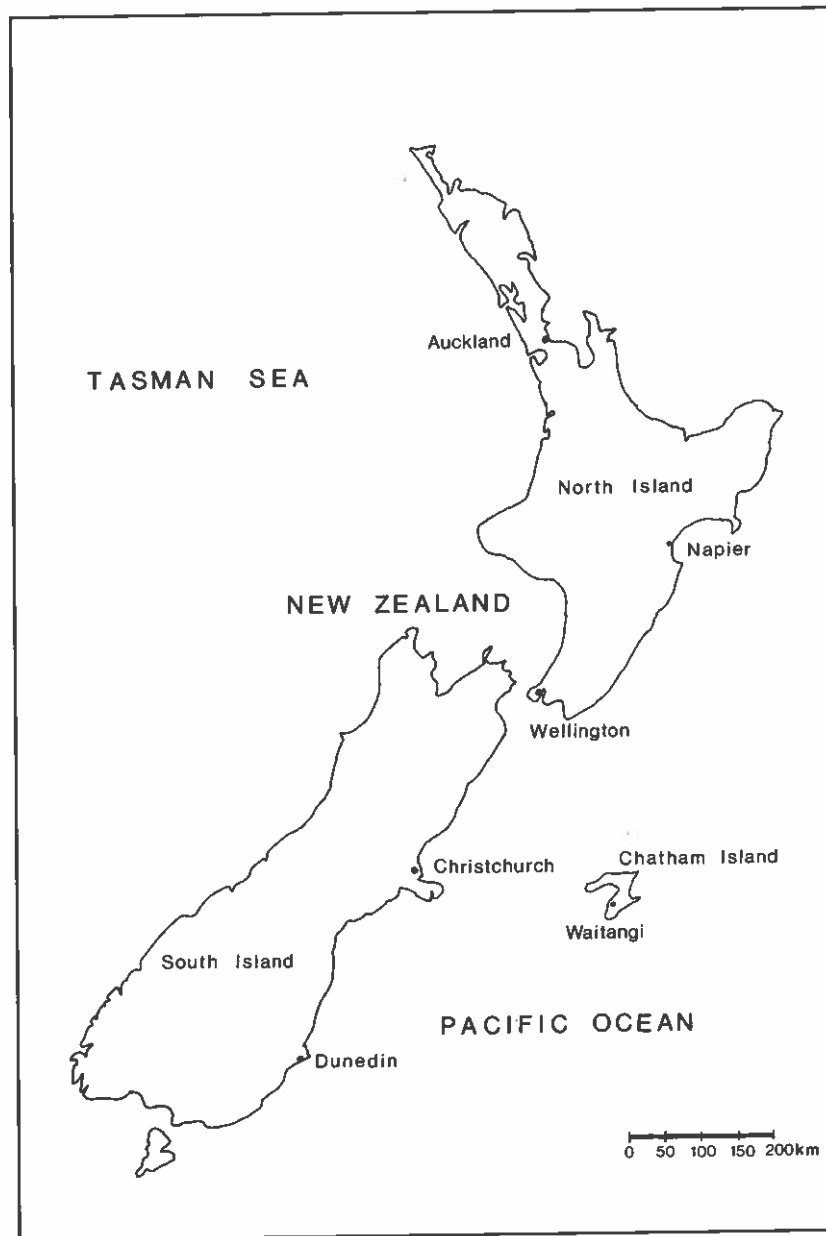 Auckland
TASMAN SEA
North Island
Napier
NEW ZEALAND
Wellington
Chatham Island
Christchurch
Waitangi
South Island
PACIFIC OCEAN
Dunedin
0 50 100 150 200km